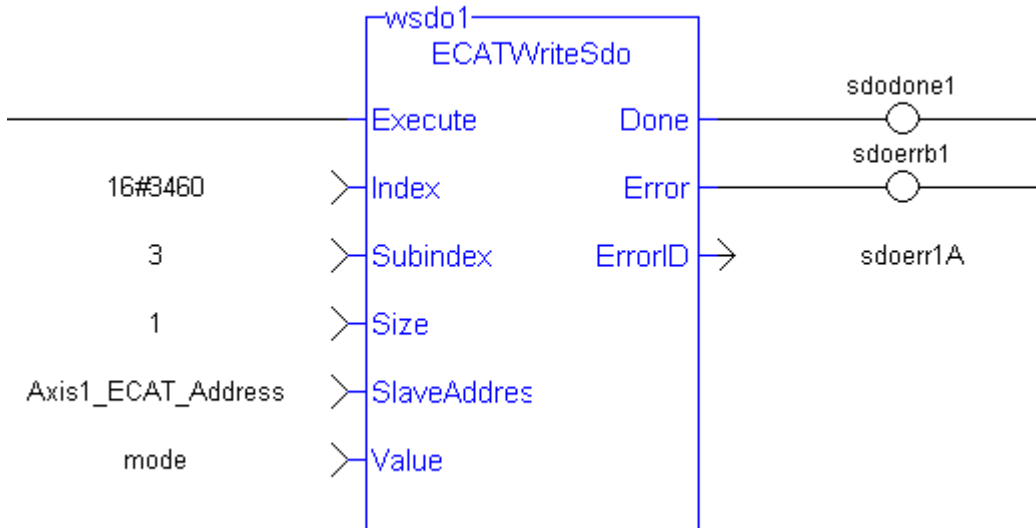 wsdo1
ECATWriteSdo
sdodone1
Execute Done
sdoerrb1
16#3460 Index Error
3 Subindex ErrorID sdoerr1A
1 Size
Axis1_ECAT_Address SlaveAddres
mode Value